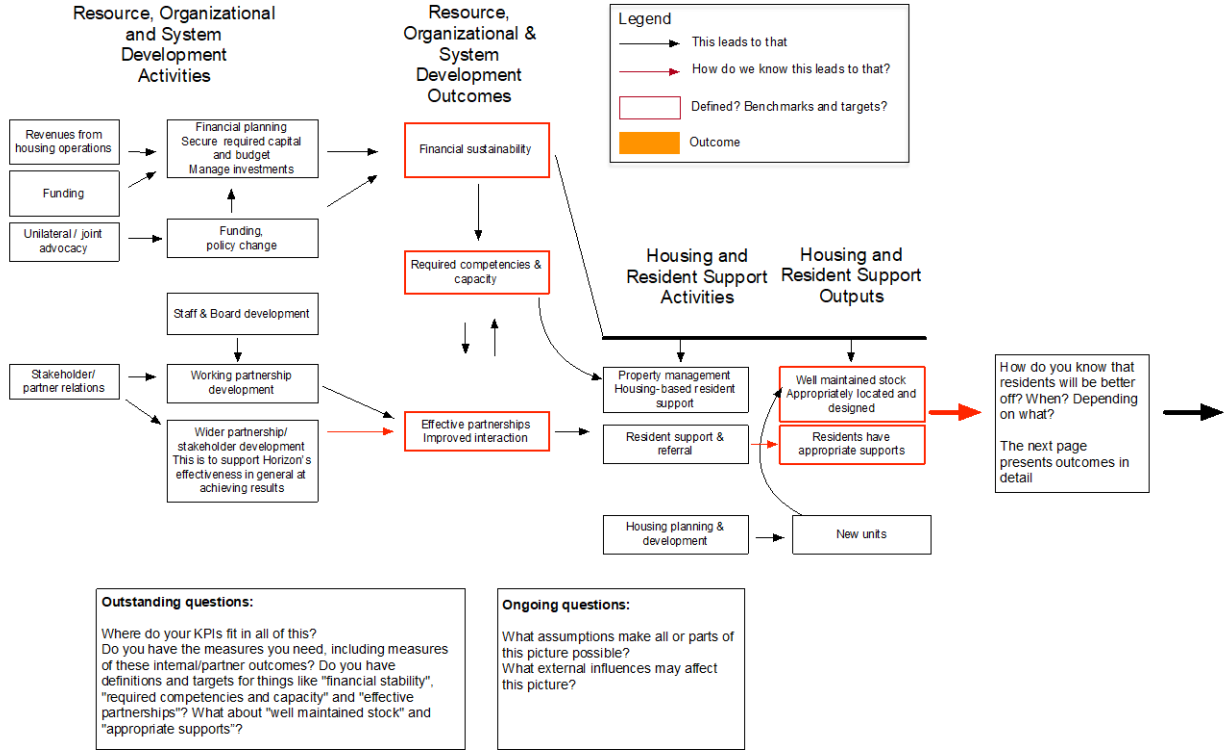 Resource, Organizational
and System
Development
Activities
Resource,
Organizational &
System
Development
Outcomes
Legend
This leads to that
How do we know this leads to that?
Defined? Benchmarks and targets?
Outcome
Revenues from
housing operations
Financial planning
Secure required capital
and budget
Manage investments
Financial sustainability
Funding
Unilateral / joint
advocacy
Funding,
policy change
Required competencies &
capacity
Housing and
Resident Support
Activities
Housing and
Resident Support
Outputs
Staff & Board development
Stakeholder/
partner relations
Working partnership
development
Property management
Housing-based resident
support
Well maintained stock
Appropriately located and
designed
How do you know that
residents will be better
off? When? Depending
on what?
The next page
presents outcomes in
detail
Wider partnership/
stakeholder development
This is to support Horizon's
effectiveness in general at
achieving results
Effective partnerships
Improved interaction
Resident support &
referral
Residents have
appropriate supports
Housing planning &
development
New units
Outstanding questions:
Where do your KPIs fit in all of this?
Do you have the measures you need, including measures
of these internal/partner outcomes? Do you have
definitions and targets for things like "financial stability",
"required competencies and capacity" and "effective
partnerships"? What about "well maintained stock" and
"appropriate supports"?
Ongoing questions:
What assumptions make all or parts of
this picture possible?
What external influences may affect
this picture?